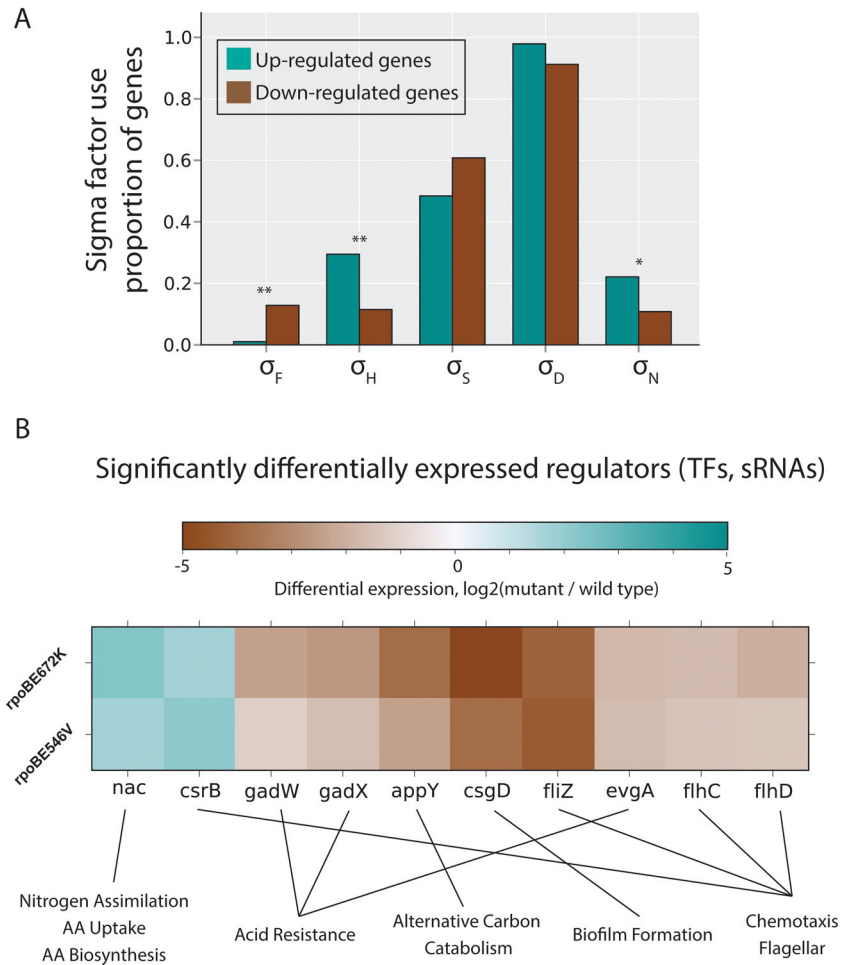 A
Sigma factor use
proportion of genes
1.0
0.8
0.6
0.4
0.2
0.0
Up-regulated genes
Down-regulated genes
**
**
*
σF
σH
σS
σD
σN
B
Significantly differentially expressed regulators (TFs, sRNAs)
-5
0
5
Differential expression, log2(mutant / wild type)
rpoBE672K
rpoBE546V
nac csrB gadW gadX appY csgD fliZ evgA flhC flhD
Nitrogen Assimilation
AA Uptake
AA Biosynthesis
Acid Resistance
Alternative Carbon
Catabolism
Biofilm Formation
Chemotaxis
Flagellar